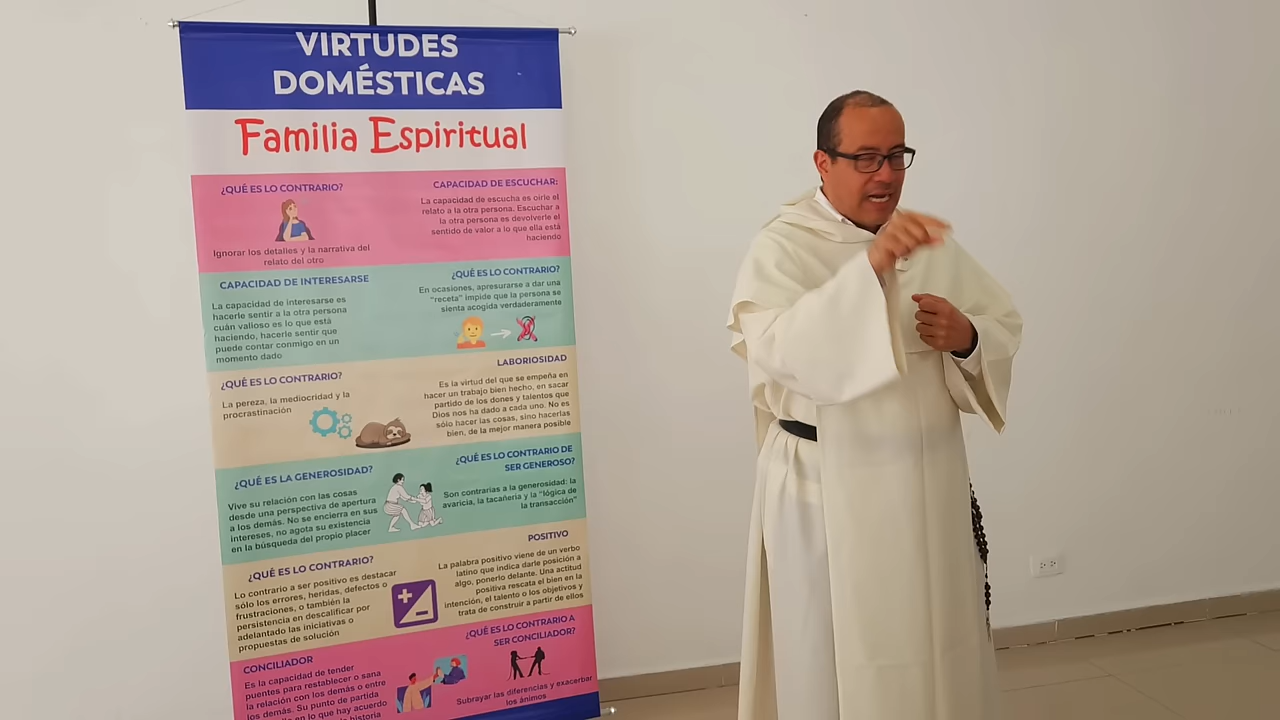 VIRTUDES
DOMÉSTICAS
Familia Espiritual
¿QUÉ ES LO CONTRARIO?
Ignorar los detalles y la narrativa del
relato del otro
CAPACIDAD DE ESCUCHAR:
La capacidad de escucha es oirle el
relato a la otra persona. Escuchar a
la otra persona es devolverle el
sentido de valor a lo que ella está
haciendo
CAPACIDAD DE INTERESARSE
La capacidad de interesarse es
hacerle sentir a la otra persona
cuán valioso es lo que está
haciendo, hacerle sentir que
puede contar conmigo en un
momento dado
¿QUÉ ES LO CONTRARIO?
En ocasiones, apresurarse a dar una
"receta" impide que la persona se
sienta acogida verdaderamente
¿QUÉ ES LO CONTRARIO?
La pereza, la mediocridad y la
procrastinación
LABORIOSIDAD
Es la virtud del que se empeña en
hacer un trabajo bien hecho, en sacar
partido de los dones y talentos que
Dios nos ha dado a cada uno. No es
sólo hacer las cosas, sino hacerlas
bien, de la mejor manera posible
¿QUÉ ES LA GENEROSIDAD?
Vive su relación con las cosas
desde una perspectiva de apertura
a los demás. No se encierra en sus
intereses, no agota su existencia
en la búsqueda del propio placer
¿QUÉ ES LO CONTRARIO DE
SER GENEROSO?
Son contrarias a la generosidad: la
avaricia, la tacañería y la "lógica de
la transacción"
¿QUÉ ES LO CONTRARIO?
Lo contrario a ser positivo es destacar
sólo los errores, heridas, defectos o
frustraciones, o también la
persistencia en descalificar por
adelantado las iniciativas o
propuestas de solución
POSITIVO
La palabra positivo viene de un verbo
latino que indica darle posición a
algo, ponerlo delante. Una actitud
positiva rescata el bien en la
intención, el talento o los objetivos y
trata de construir a partir de ellos
CONCILIADOR
Es la capacidad de tender
puentes para restablecer o sana
la relación con los demás o entre
los demás. Su punto de partida
en lo que hay acuerdo
historia
¿QUÉ ES LO CONTRARIO A
SER CONCILIADOR?
Subrayar las diferencias y exacerbar
los ánimos